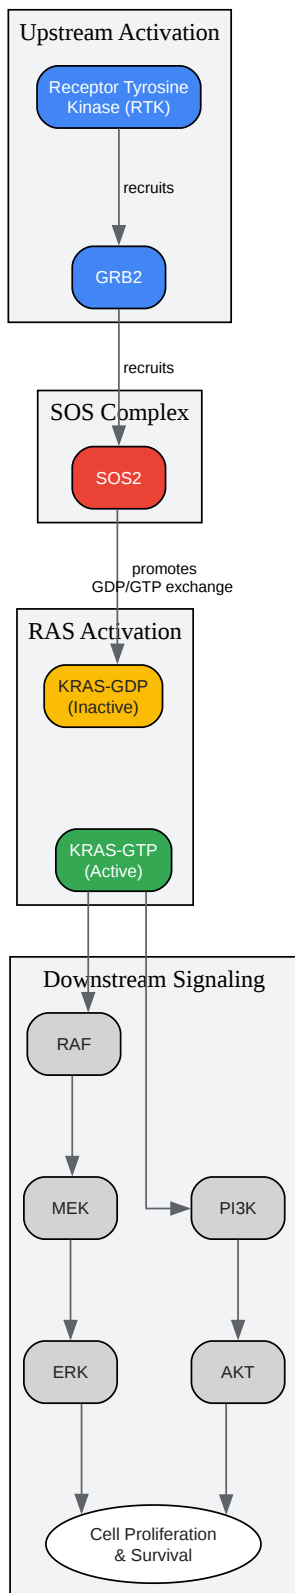 Upstream Activation
Receptor Tyrosine
Kinase (RTK)
recruits
GRB2
recruits
SOS Complex
SOS2
promotes
GDP/GTP exchange
RAS Activation
KRAS-GDP
(Inactive)
KRAS-GTP
(Active)
Downstream Signaling
RAF
MEK
PI3K
ERK
AKT
Cell Proliferation
& Survival